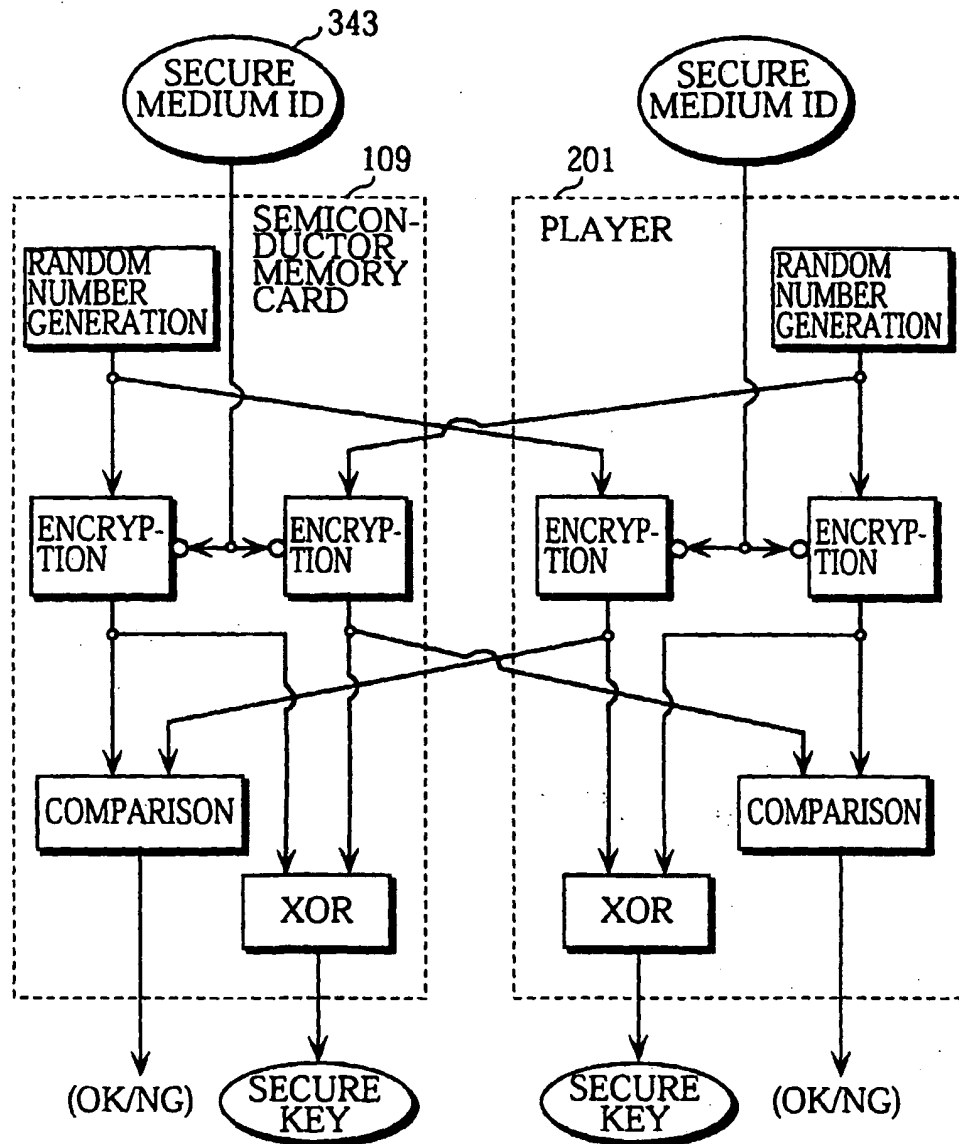 343
SECURE
MEDIUM ID
SECURE
MEDIUM ID
109
201
SEMICON-
DUCTOR
MEMORY
CARD
PLAYER
RANDOM
NUMBER
GENERATION
RANDOM
NUMBER
GENERATION
ENCRYP-
TION
ENCRYP-
TION
ENCRYP-
TION
ENCRYP-
TION
COMPARISON
COMPARISON
XOR
XOR
(OK/NG)
SECURE
KEY
SECURE
KEY
(OK/NG)